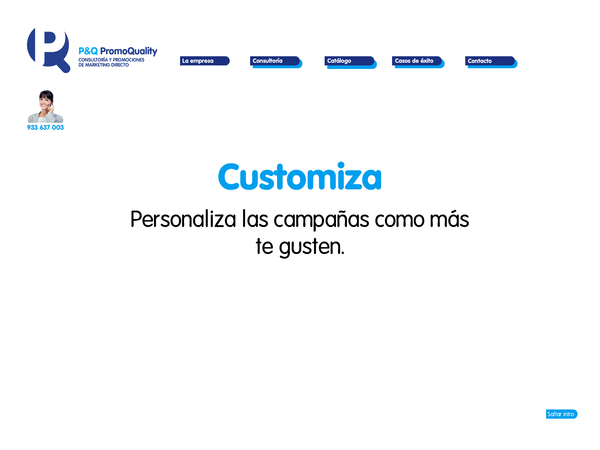 P&Q PromoQuality
CONSULTORÍA Y PROMOCIONES
DE MARKETING DIRECTO
La empresa
Consultoría
Catálogo
Casos de éxito
Contacto
933 637 003
Customiza
Personaliza las campañas como más
te gusten.
Saltar intro